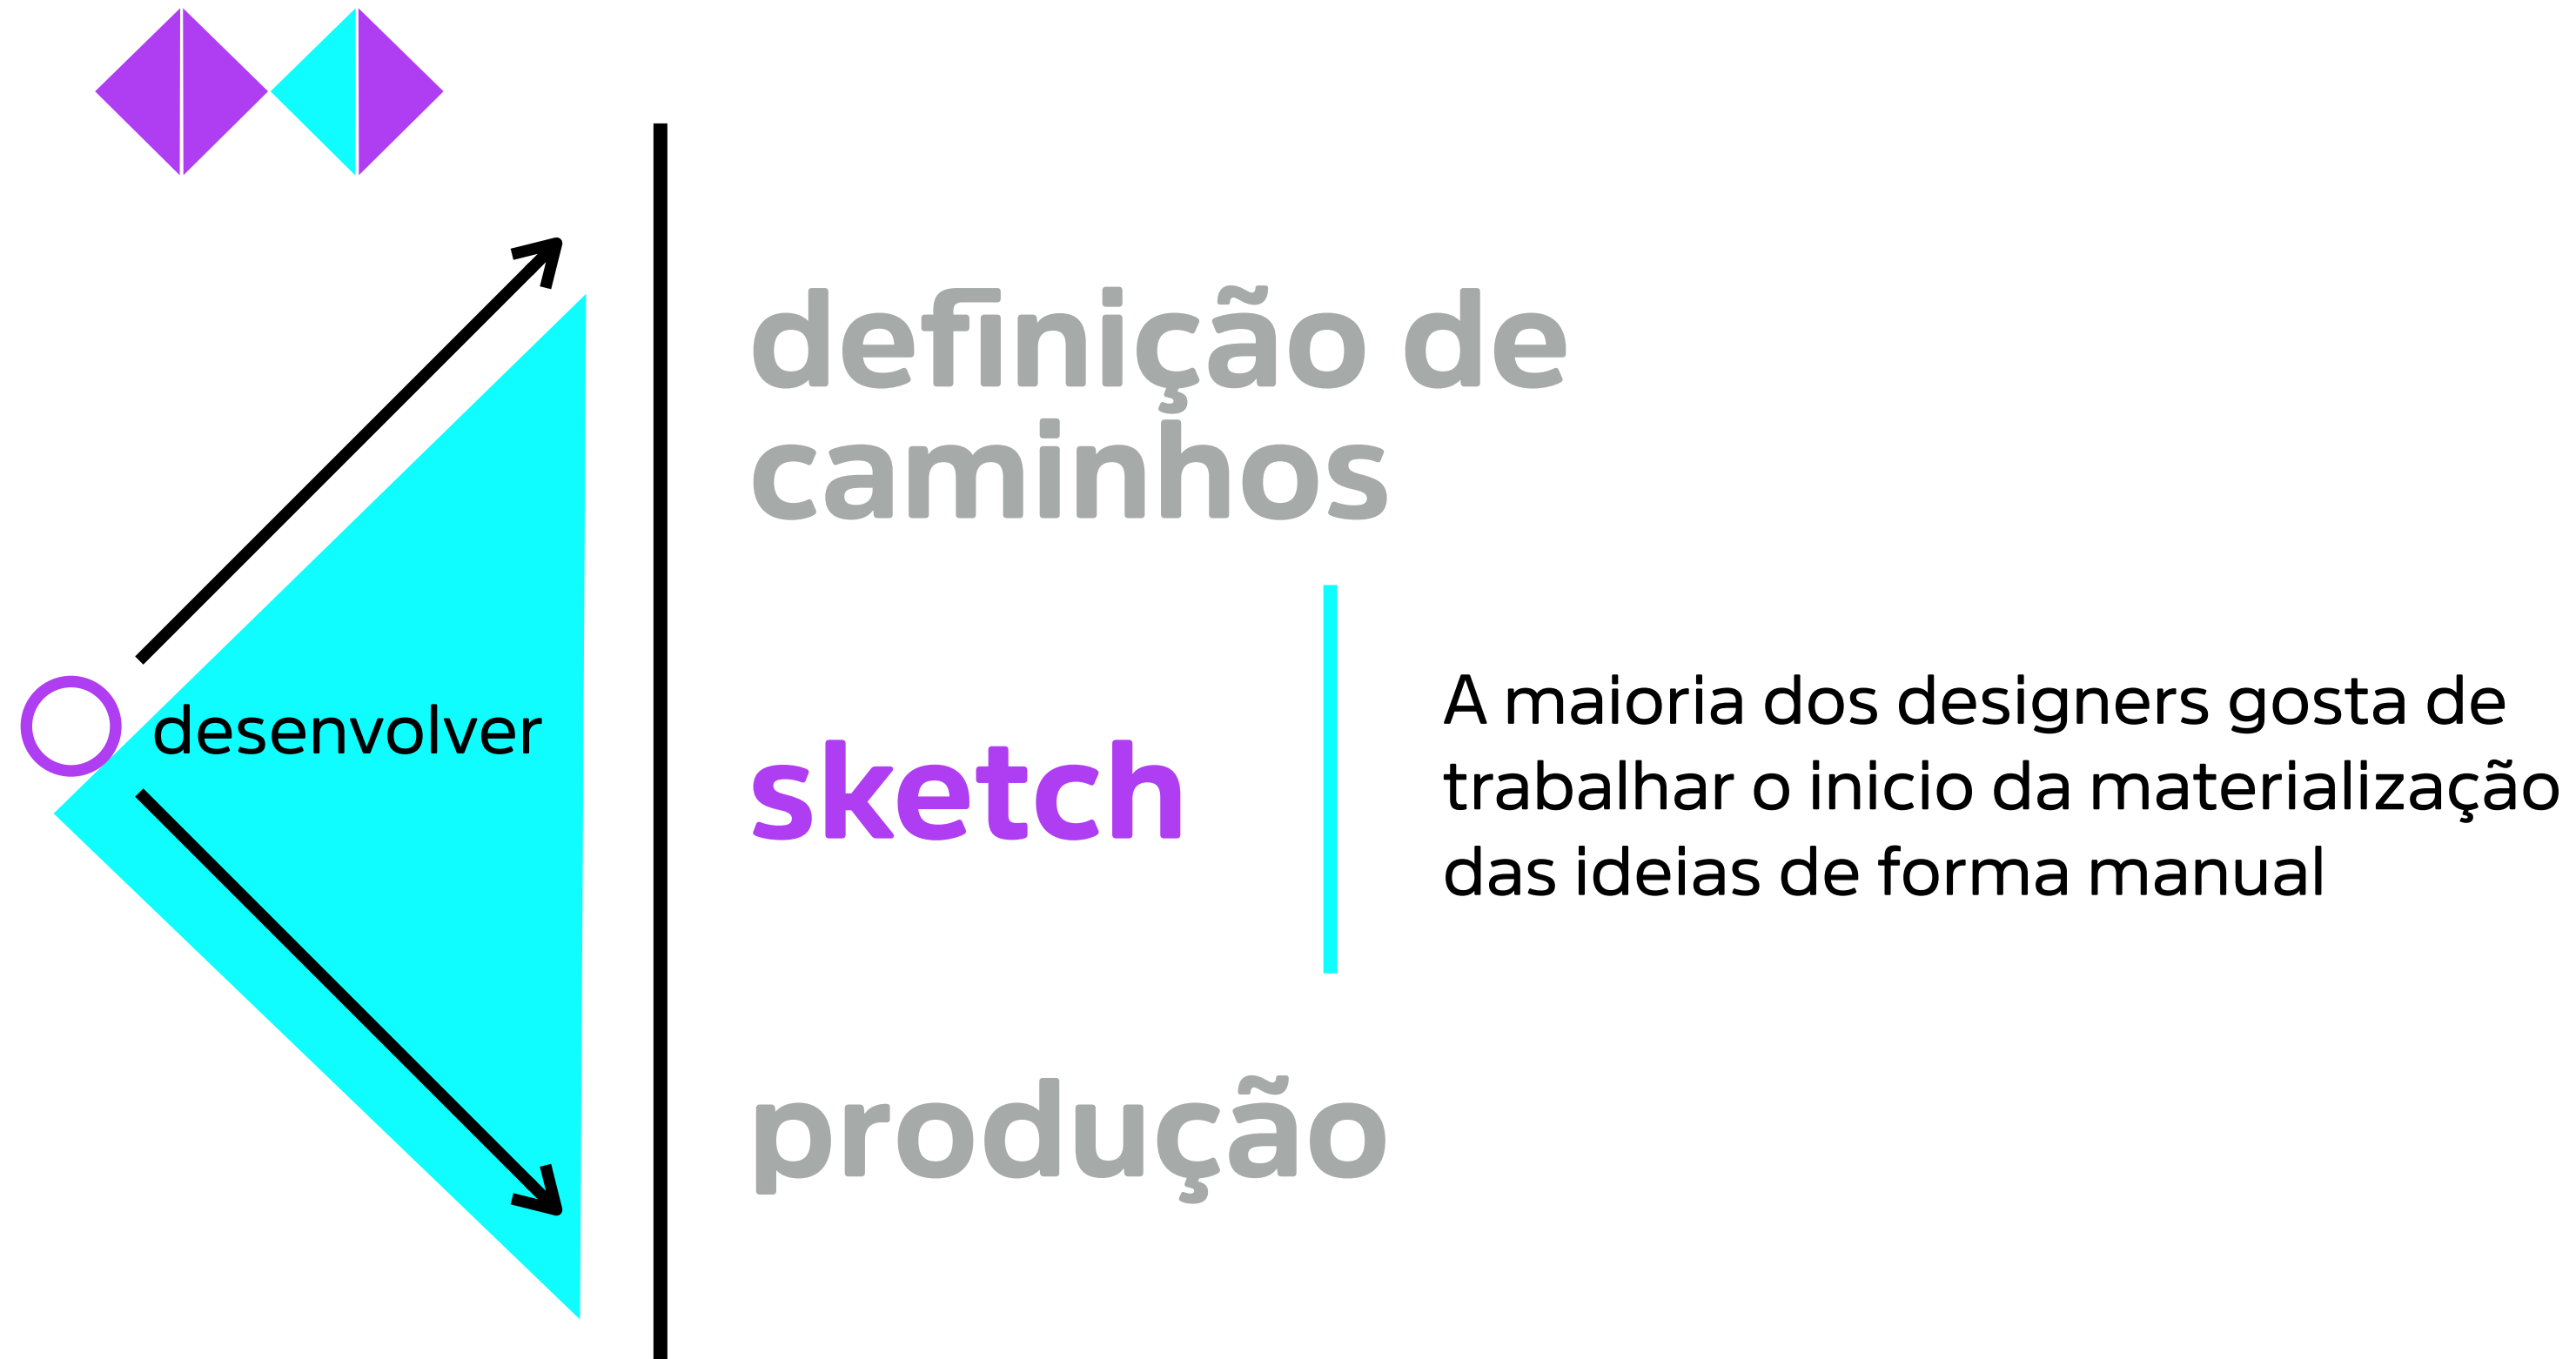 desenvolver
definição de
caminhos
sketch
A maioria dos designers gosta de
trabalhar o inicio da materialização
das ideias de forma manual
produção